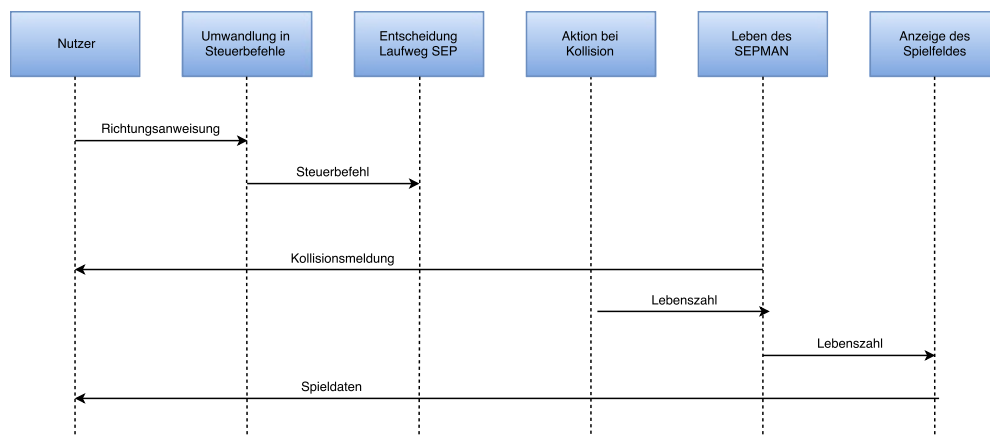 Nutzer
Umwandlung in
Steuerbefehle
Entscheidung
Laufweg SEP
Aktion bei
Kollision
Leben des
SEPMAN
Anzeige des
Spielfeldes
Richtungsanweisung
Steuerbefehl
Kollisionsmeldung
Lebenszahl
Lebenszahl
Spieldaten